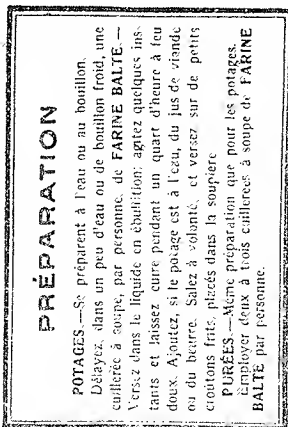 PRÉPARATION
POTAGES.—Se préparent à l'eau ou au bouillon.
Délayez, dans un peu d'eau ou de bouillon froid, une
cuillerée à soupe, par personne, de FARINE BALTE.—
Versez dans le liquide en ébullition; agitez quelques ins-
tants et laissez cuire pendant un quart d'heure à feu
doux. Ajoutez, si le potage est à l'eau, du jus de viande
ou du beurre. Salez à volonté, et versez sur de petits
croutons frits, placés dans la soupière
PURÉES.—Même préparation que pour les potages.
Employer deux à trois cuillerées à soupe de FARINE
BALTE par personne.